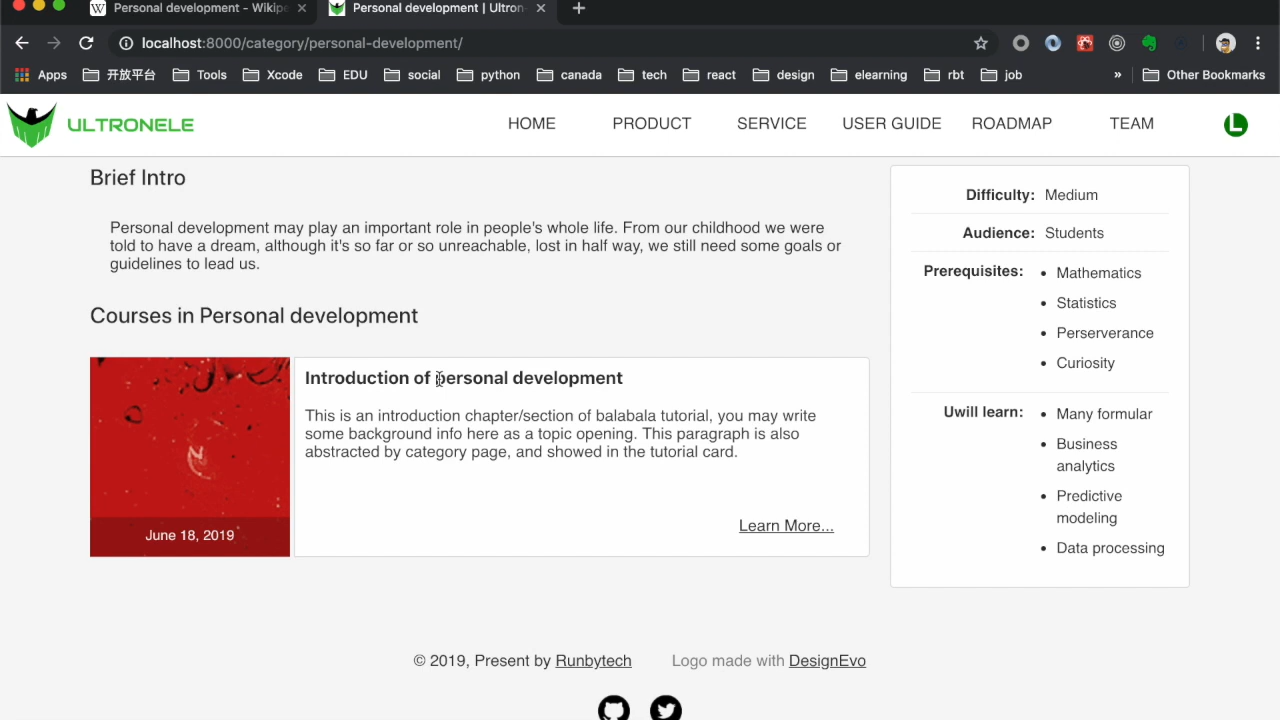 W Personal development - Wikipe
Personal development | Ultron-
localhost:8000/category/personal-development/
Apps 开放平台 Tools Xcode EDU social python canada tech react design elearning rbt job » Other Bookmarks
ULTRONELE HOME PRODUCT SERVICE USER GUIDE ROADMAP TEAM L
Brief Intro
Personal development may play an important role in people's whole life. From our childhood we were
told to have a dream, although it's so far or so unreachable, lost in half way, we still need some goals or
guidelines to lead us.
Courses in Personal development
Introduction of personal development
This is an introduction chapter/section of balabala tutorial, you may write
some background info here as a topic opening. This paragraph is also
abstracted by category page, and showed in the tutorial card.
June 18, 2019
Learn More...
Difficulty: Medium
Audience: Students
Prerequisites: • Mathematics
• Statistics
• Perserverance
• Curiosity
Uwill learn: • Many formular
• Business
analytics
• Predictive
modeling
• Data processing
© 2019, Present by Runbytech Logo made with DesignEvo